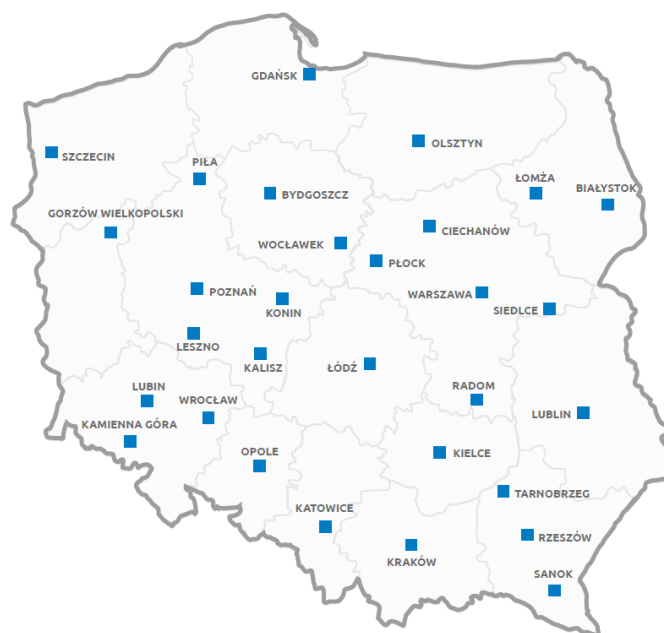 GDAŃSK
OLSZTYN
SZCZECIN
PIŁA
ŁOMŻA
BIAŁYSTOK
BYDGOSZCZ
GORZÓW WIELKOPOLSKI
CIECHANÓW
WOCŁAWEK
PŁOCK
POZNAŃ
WARSZAWA
KONIN
SIEDLCE
LESZNO
KALISZ
ŁÓDŹ
LUBIN
RADOM
WROCŁAW
LUBLIN
KAMIENNA GÓRA
OPOLE
KIELCE
TARNOBRZEG
KATOWICE
RZESZÓW
KRAKÓW
SANOK